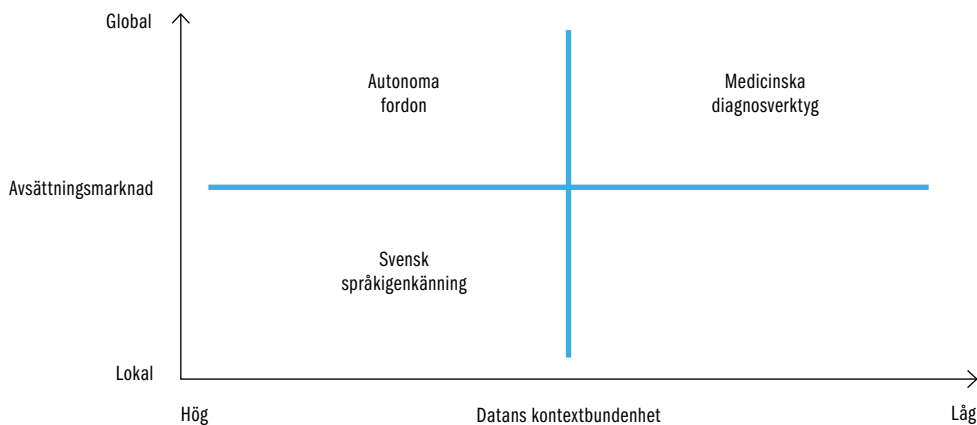 Global
Autonoma
fordon
Medicinska
diagnosverktyg
Avsättningsmarknad
Svensk
språkigenkänning
Lokal
Hög
Datans kontextbundenhet
Låg